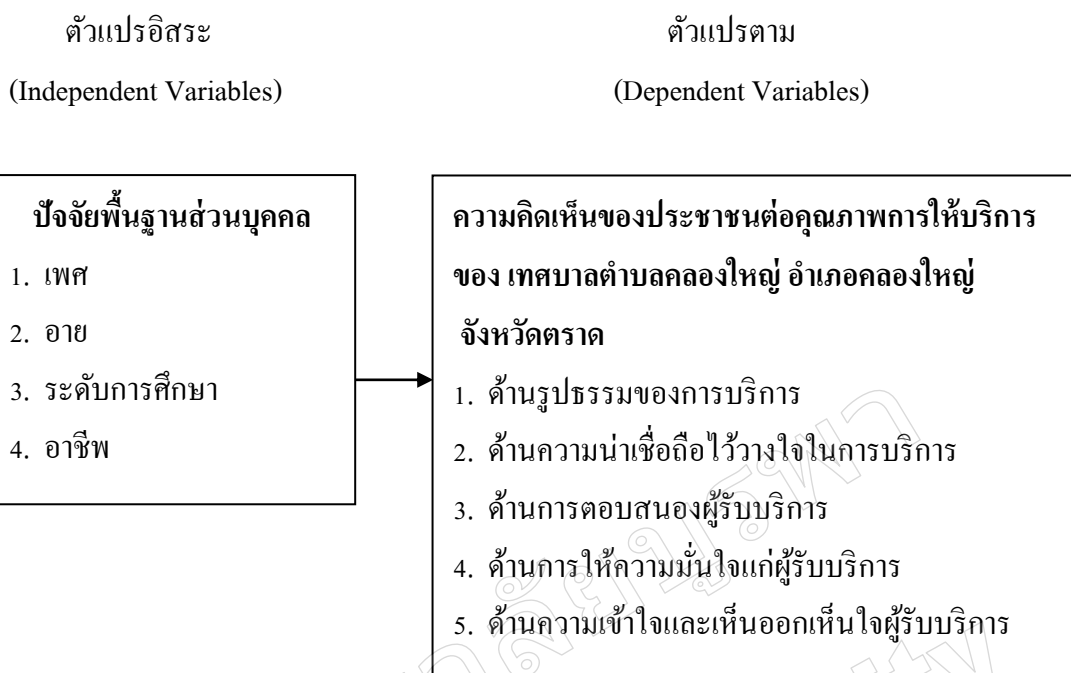 ตัวแปรอิสระ
(Independent Variables)
ตัวแปรตาม
(Dependent Variables)
ปัจจัยพื้นฐานส่วนบุคคล
1. เพศ
2. อาย
3. ระดับการศึกษา
4. อาชีพ
ความคิดเห็นของประชาชนต่อคุณภาพการให้บริการ
ของ เทศบาลตำบลคลองใหญ่ อำเภอคลองใหญ่
จังหวัดตราด
1. ด้านรูปธรรมของการบริการ
2. ด้านความน่าเชื่อถือไว้วางใจในการบริการ
3. ด้านการตอบสนองผู้รับบริการ
4. ด้านการให้ความมั่นใจแก่ผู้รับบริการ
5. ด้านความเข้าใจและเห็นออกเห็นใจผู้รับบริการ